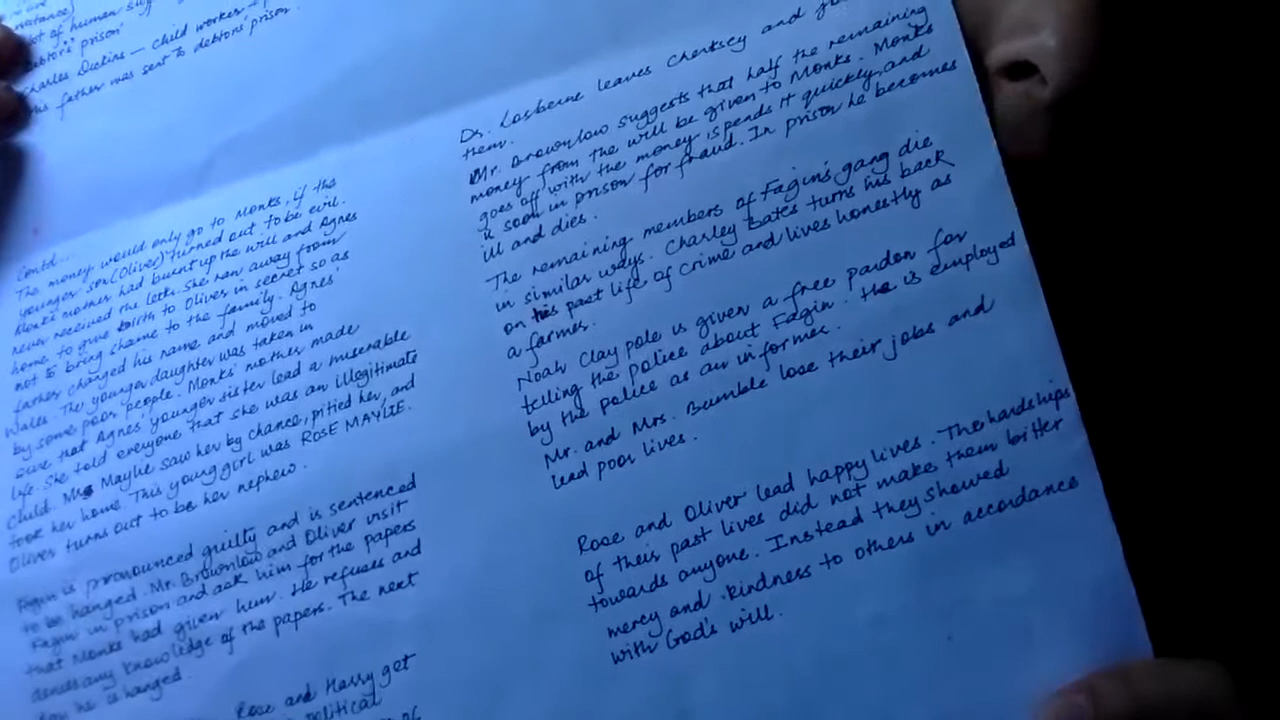 instance)
lot of human
debtors' prison
Charles Dickins – child worker
his father was sent to debtors' prison.
contd...
The money would only go to Monks, if the
younger son (Oliver) turned out to be evil.
Monks' mother had burnt up the will and Agnes
never received the letter. She ran away from
home to give birth to Oliver in secret so as
not to bring shame to the family. Agnes'
father changed his name and moved to
Wales. The younger daughter was taken in
by some poor people. Monks' mother made
sure that Agnes' younger sister lead a miserable
life. She told everyone that she was an illegitimate
child. Mrs Maylie saw her by chance, pitied her, and
took her home. This young girl was ROSE MAYLIE.
Oliver turns out to be her nephew.
Fagin is pronounced guilty and is sentenced
to be hanged. Mr. Brownlow and Oliver visit
Fagin in prison and ask him for the papers
that Monks had given him. He refuses and
denies any knowledge of the papers. The next
day he is hanged.
Rose and Harry get
political
of
Dr. Losberne leaves Chertsey and
them.
Mr. Brownlow suggests that half the remaining
money from the will be given to Monks. Monks
goes off with the money, spends it quickly, and
is soon in prison for fraud. In prison he becomes
ill and dies.
The remaining members of Fagin's gang die
in similar ways. Charley Bates turns his back
on his past life of crime and lives honestly as
a farmer.
Noah Claypole is given a free pardon for
telling the police about Fagin. He is employed
by the police as an informer.
Mr. and Mrs. Bumble lose their jobs and
lead poor lives.
Rose and Oliver lead happy lives. The hardships
of their past lives did not make them bitter
towards anyone. Instead they showed
mercy and kindness to others in accordance
with God's will.